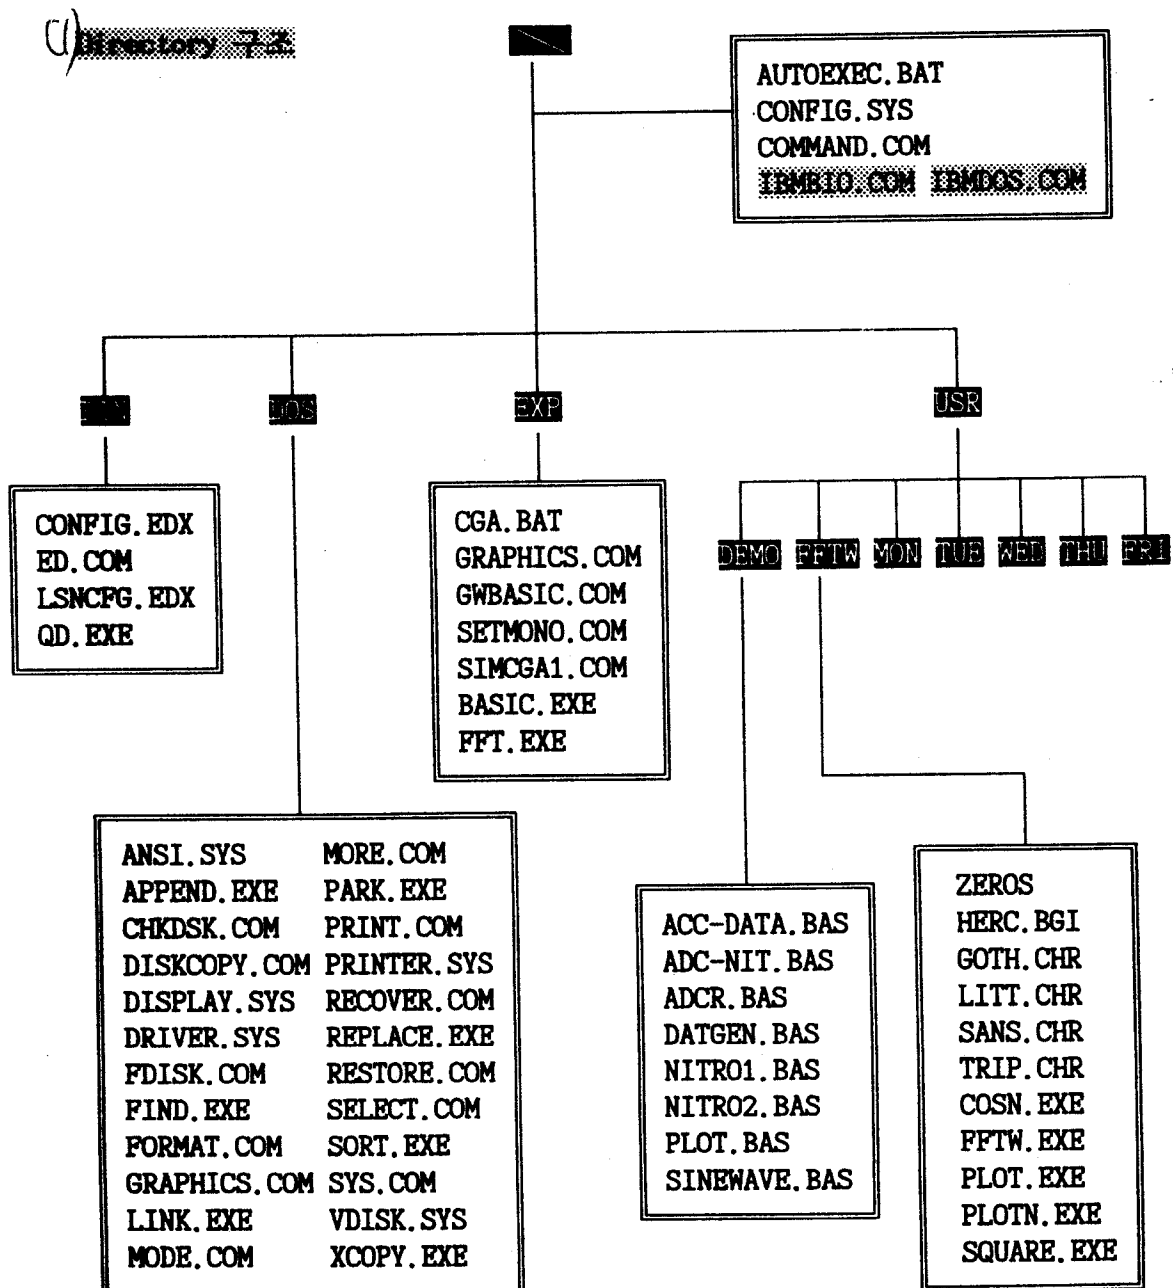 Directory 구조
\
AUTOEXEC.BAT
CONFIG.SYS
COMMAND.COM
IBMBIO.COM IBMDOS.COM
DOS
EXP
USR
CONFIG.EDX
ED.COM
LSNCFG.EDX
QD.EXE
CGA.BAT
GRAPHICS.COM
GWBASIC.COM
SETMONO.COM
SIMCGA1.COM
BASIC.EXE
FFT.EXE
DEMO FFTW MON TUE WED THU FRI
ANSI.SYS MORE.COM
APPEND.EXE PARK.EXE
CHKDSK.COM PRINT.COM
DISKCOPY.COM PRINTER.SYS
DISPLAY.SYS RECOVER.COM
DRIVER.SYS REPLACE.EXE
FDISK.COM RESTORE.COM
FIND.EXE SELECT.COM
FORMAT.COM SORT.EXE
GRAPHICS.COM SYS.COM
LINK.EXE VDISK.SYS
MODE.COM XCOPY.EXE
ACC-DATA.BAS
ADC-NIT.BAS
ADCR.BAS
DATGEN.BAS
NITRO1.BAS
NITRO2.BAS
PLOT.BAS
SINEWAVE.BAS
ZEROS
HERC.BGI
GOTH.CHR
LITT.CHR
SANS.CHR
TRIP.CHR
COSN.EXE
FFTW.EXE
PLOT.EXE
PLOTN.EXE
SQUARE.EXE